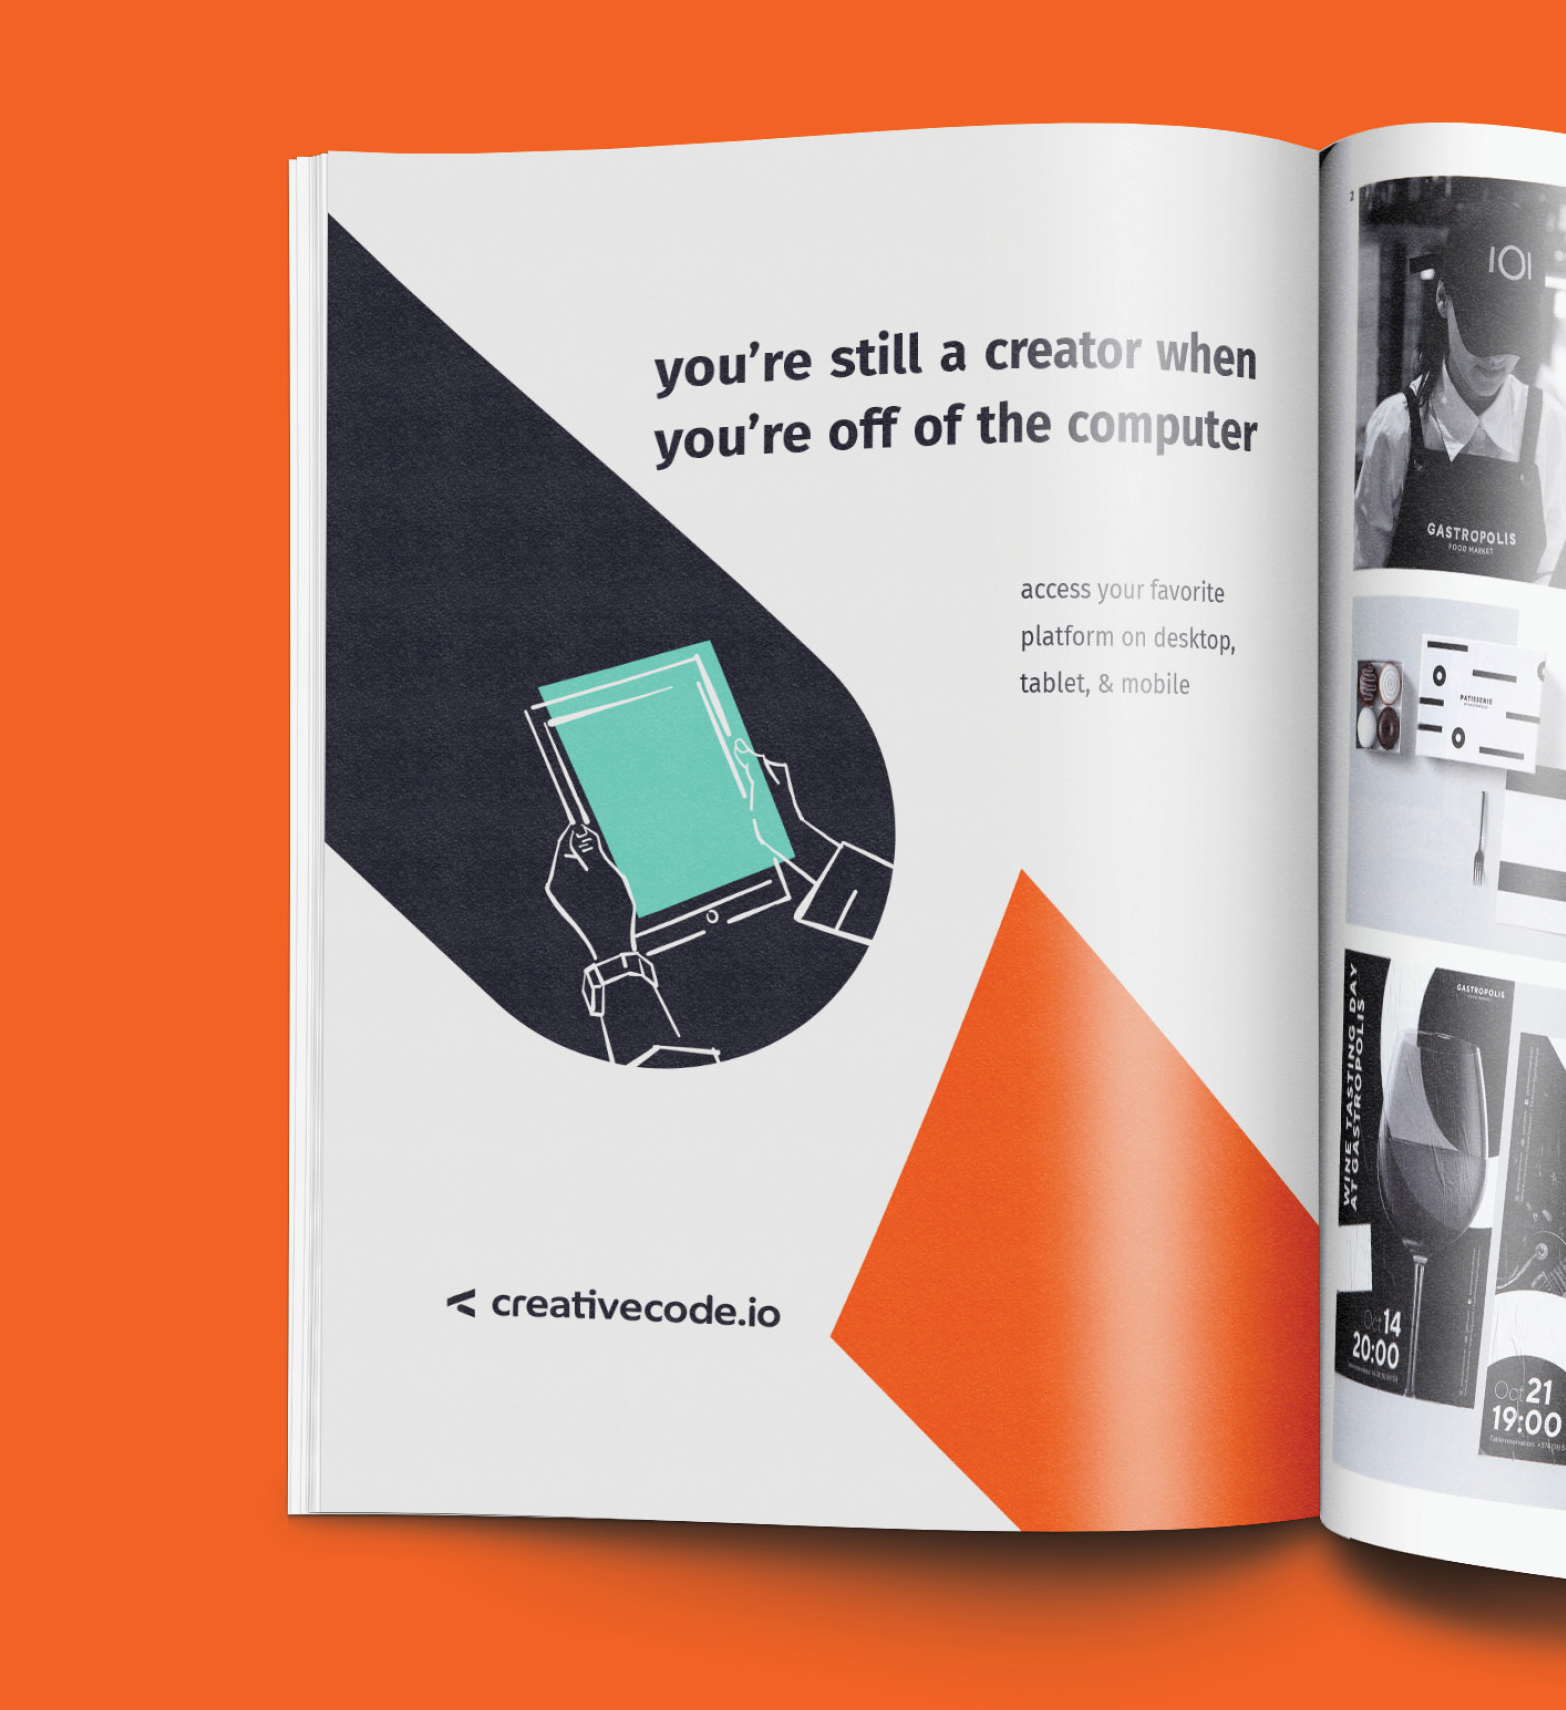 you're still a creator when
you're off of the computer
access your favorite
platform on desktop,
tablet, & mobile
< creativecode.io
2
GASTROPOLIS
FOOD MARKET
PATISSERIE
GASTROPOLIS
FOOD MARKET
WINE TASTING DAY
AT GASTROPOLIS
Oct 14
20:00
Oct 21
19:00